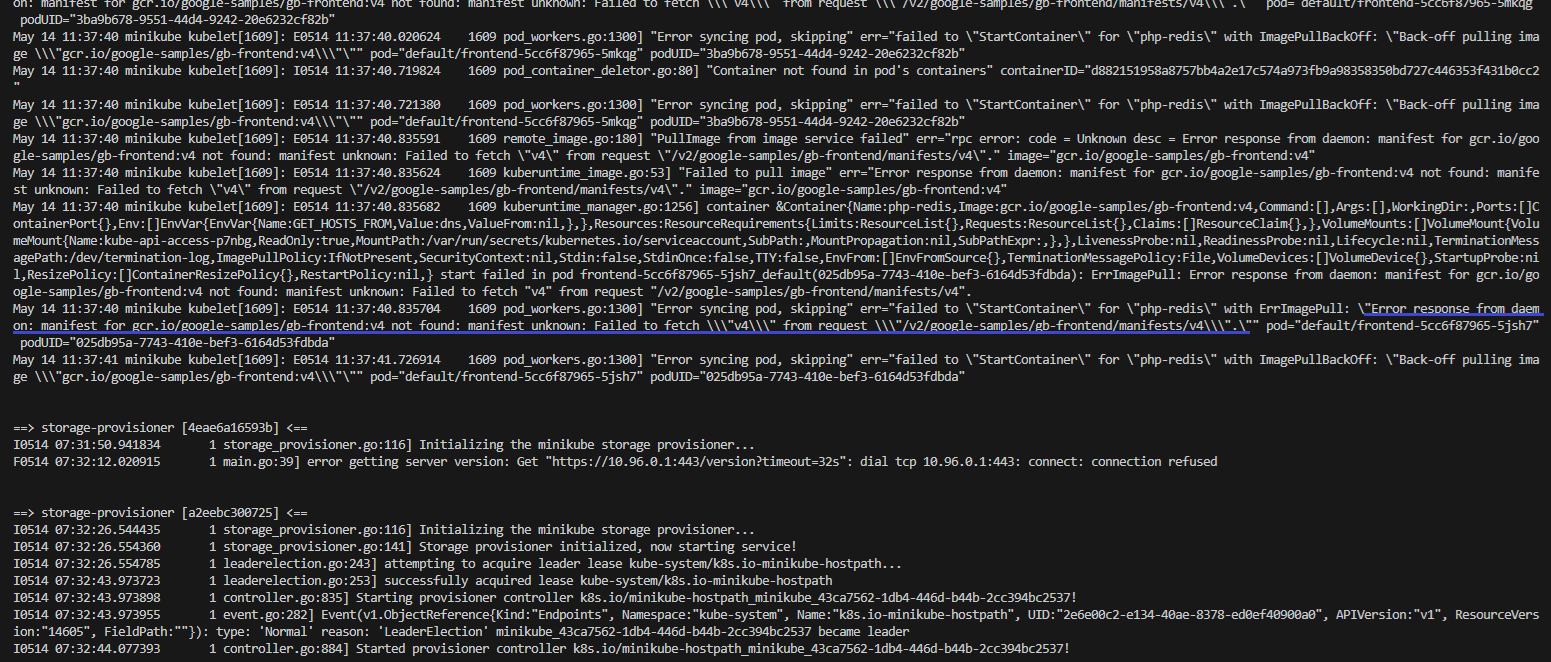 on: manifest for gcr.io/google-samples/gb-frontend:v4 not found: manifest unknown: Failed to fetch \\\"v4\\\" from request \\\"/v2/google-samples/gb-frontend/manifests/v4\\\".\"" pod="default/frontend-5cc6f87965-5mkqg"
 podUID="3ba9b678-9551-44d4-9242-20e6232cf82b"
May 14 11:37:40 minikube kubelet[1609]: E0514 11:37:40.020624    1609 pod_workers.go:1300] "Error syncing pod, skipping" err="failed to \"StartContainer\" for \"php-redis\" with ImagePullBackOff: \"Back-off pulling ima
ge \\\"gcr.io/google-samples/gb-frontend:v4\\\"\"" pod="default/frontend-5cc6f87965-5mkqg" podUID="3ba9b678-9551-44d4-9242-20e6232cf82b"
May 14 11:37:40 minikube kubelet[1609]: I0514 11:37:40.719824    1609 pod_container_deletor.go:80] "Container not found in pod's containers" containerID="d882151958a8757bb4a2e17c574a973fb9a98358350bd727c446353f431b0cc2
"
May 14 11:37:40 minikube kubelet[1609]: E0514 11:37:40.721380    1609 pod_workers.go:1300] "Error syncing pod, skipping" err="failed to \"StartContainer\" for \"php-redis\" with ImagePullBackOff: \"Back-off pulling ima
ge \\\"gcr.io/google-samples/gb-frontend:v4\\\"\"" pod="default/frontend-5cc6f87965-5mkqg" podUID="3ba9b678-9551-44d4-9242-20e6232cf82b"
May 14 11:37:40 minikube kubelet[1609]: E0514 11:37:40.835591    1609 remote_image.go:180] "PullImage from image service failed" err="rpc error: code = Unknown desc = Error response from daemon: manifest for gcr.io/goo
gle-samples/gb-frontend:v4 not found: manifest unknown: Failed to fetch \"v4\" from request \"/v2/google-samples/gb-frontend/manifests/v4\"." image="gcr.io/google-samples/gb-frontend:v4"
May 14 11:37:40 minikube kubelet[1609]: E0514 11:37:40.835624    1609 kuberuntime_image.go:53] "Failed to pull image" err="Error response from daemon: manifest for gcr.io/google-samples/gb-frontend:v4 not found: manife
st unknown: Failed to fetch \"v4\" from request \"/v2/google-samples/gb-frontend/manifests/v4\"." image="gcr.io/google-samples/gb-frontend:v4"
May 14 11:37:40 minikube kubelet[1609]: E0514 11:37:40.835682    1609 kuberuntime_manager.go:1256] container &Container{Name:php-redis,Image:gcr.io/google-samples/gb-frontend:v4,Command:[],Args:[],WorkingDir:,Ports:[]C
ontainerPort{},Env:[]EnvVar{EnvVar{Name:GET_HOSTS_FROM,Value:dns,ValueFrom:nil,},},Resources:ResourceRequirements{Limits:ResourceList{},Requests:ResourceList{},Claims:[]ResourceClaim{},},VolumeMounts:[]VolumeMount{Volu
meMount{Name:kube-api-access-p7nbg,ReadOnly:true,MountPath:/var/run/secrets/kubernetes.io/serviceaccount,SubPath:,MountPropagation:nil,SubPathExpr:,},},LivenessProbe:nil,ReadinessProbe:nil,Lifecycle:nil,TerminationMess
agePath:/dev/termination-log,ImagePullPolicy:IfNotPresent,SecurityContext:nil,Stdin:false,StdinOnce:false,TTY:false,EnvFrom:[]EnvFromSource{},TerminationMessagePolicy:File,VolumeDevices:[]VolumeDevice{},StartupProbe:ni
l,ResizePolicy:[]ContainerResizePolicy{},RestartPolicy:nil,} start failed in pod frontend-5cc6f87965-5jsh7_default(025db95a-7743-410e-bef3-6164d53fdbda): ErrImagePull: Error response from daemon: manifest for gcr.io/go
ogle-samples/gb-frontend:v4 not found: manifest unknown: Failed to fetch "v4" from request "/v2/google-samples/gb-frontend/manifests/v4".
May 14 11:37:40 minikube kubelet[1609]: E0514 11:37:40.835704    1609 pod_workers.go:1300] "Error syncing pod, skipping" err="failed to \"StartContainer\" for \"php-redis\" with ErrImagePull: \"Error response from daem
on: manifest for gcr.io/google-samples/gb-frontend:v4 not found: manifest unknown: Failed to fetch \\\"v4\\\" from request \\\"/v2/google-samples/gb-frontend/manifests/v4\\\".\"" pod="default/frontend-5cc6f87965-5jsh7"
 podUID="025db95a-7743-410e-bef3-6164d53fdbda"
May 14 11:37:41 minikube kubelet[1609]: E0514 11:37:41.726914    1609 pod_workers.go:1300] "Error syncing pod, skipping" err="failed to \"StartContainer\" for \"php-redis\" with ImagePullBackOff: \"Back-off pulling ima
ge \\\"gcr.io/google-samples/gb-frontend:v4\\\"\"" pod="default/frontend-5cc6f87965-5jsh7" podUID="025db95a-7743-410e-bef3-6164d53fdbda"
==> storage-provisioner [4eae6a16593b] <==
I0514 07:31:50.941834       1 storage_provisioner.go:116] Initializing the minikube storage provisioner...
F0514 07:32:12.020915       1 main.go:39] error getting server version: Get "https://10.96.0.1:443/version?timeout=32s": dial tcp 10.96.0.1:443: connect: connection refused
==> storage-provisioner [a2eebc300725] <==
I0514 07:32:26.544435       1 storage_provisioner.go:116] Initializing the minikube storage provisioner...
I0514 07:32:26.554360       1 storage_provisioner.go:141] Storage provisioner initialized, now starting service!
I0514 07:32:26.554785       1 leaderelection.go:243] attempting to acquire leader lease kube-system/k8s.io-minikube-hostpath...
I0514 07:32:43.973723       1 leaderelection.go:253] successfully acquired lease kube-system/k8s.io-minikube-hostpath
I0514 07:32:43.973898       1 controller.go:835] Starting provisioner controller k8s.io/minikube-hostpath_minikube_43ca7562-1db4-446d-b44b-2cc394bc2537!
I0514 07:32:43.973955       1 event.go:282] Event(v1.ObjectReference{Kind:"Endpoints", Namespace:"kube-system", Name:"k8s.io-minikube-hostpath", UID:"2e6e00c2-e134-40ae-8378-ed0ef40900a0", APIVersion:"v1", ResourceVers
ion:"14605", FieldPath:""}): type: 'Normal' reason: 'LeaderElection' minikube_43ca7562-1db4-446d-b44b-2cc394bc2537 became leader
I0514 07:32:44.077393       1 controller.go:884] Started provisioner controller k8s.io/minikube-hostpath_minikube_43ca7562-1db4-446d-b44b-2cc394bc2537!